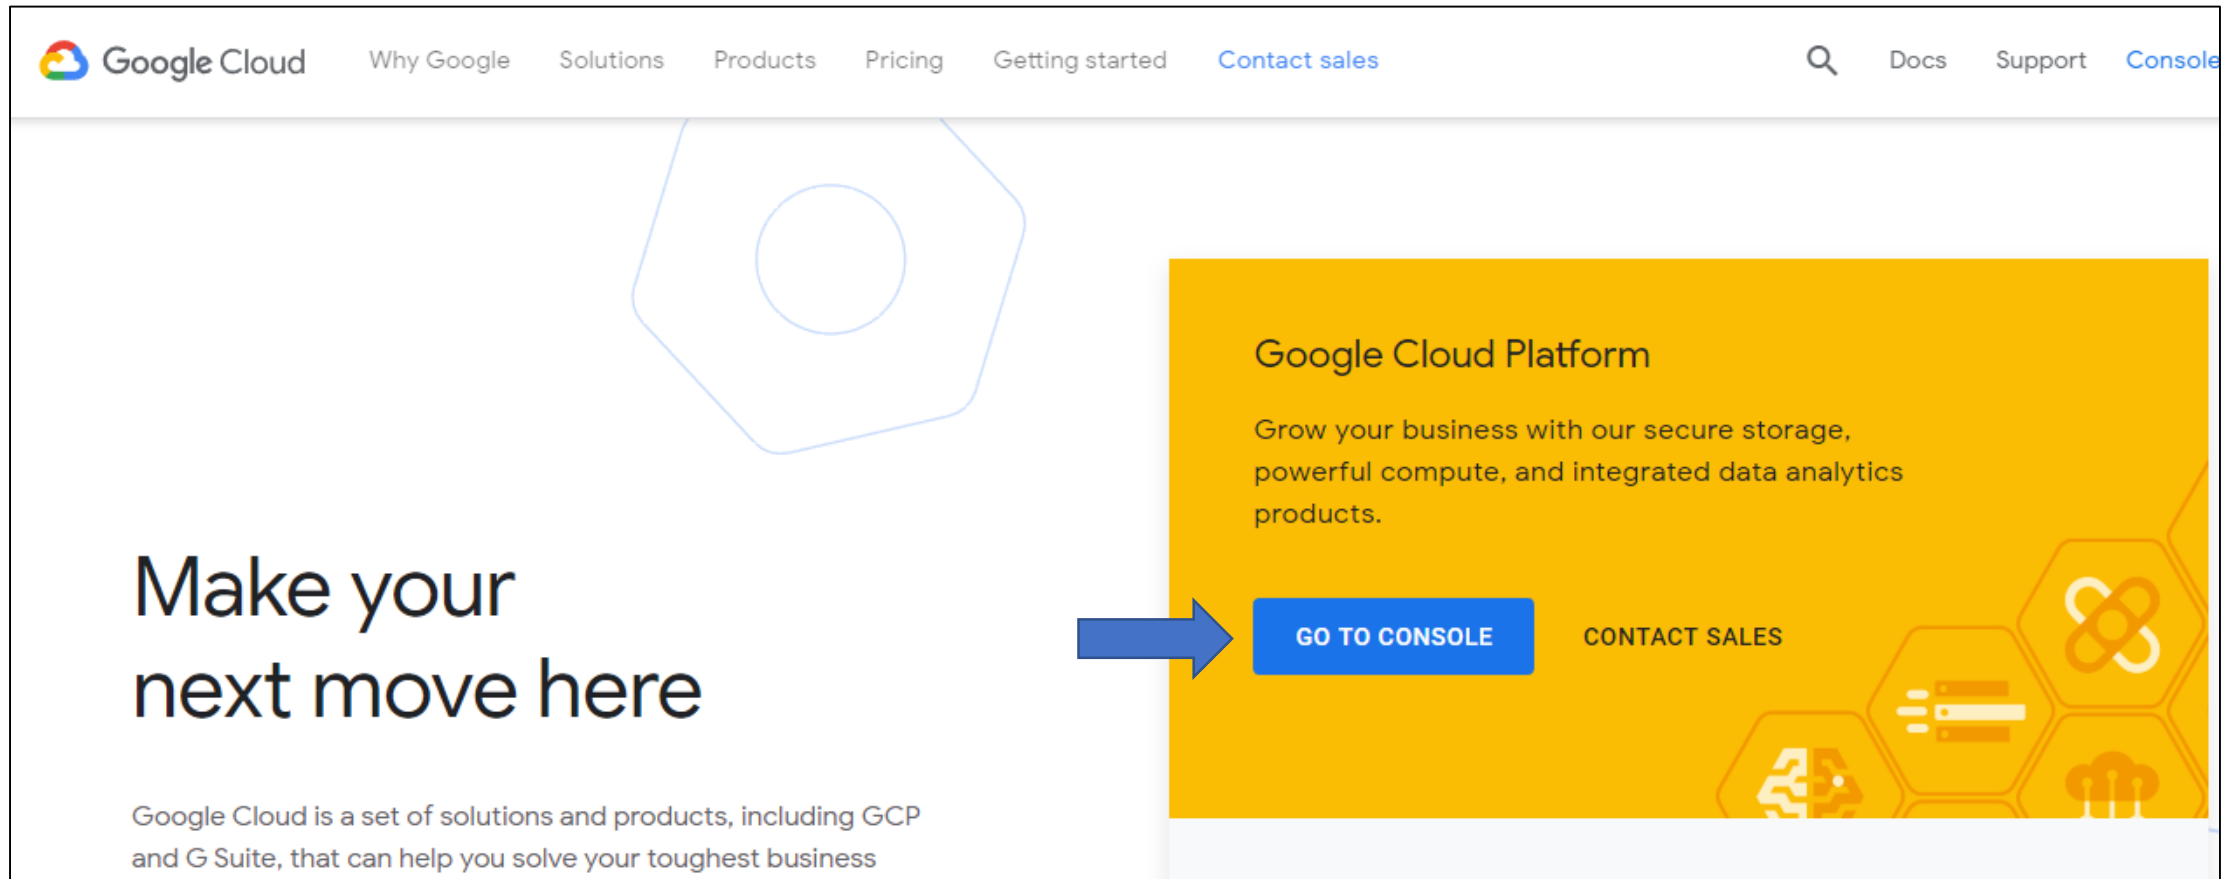 Google Cloud Why Google Solutions Products Pricing Getting started Contact sales Docs Support Console
Google Cloud Platform
Grow your business with our secure storage,
powerful compute, and integrated data analytics
products.
GO TO CONSOLE CONTACT SALES
Make your
next move here
Google Cloud is a set of solutions and products, including GCP
and G Suite, that can help you solve your toughest business